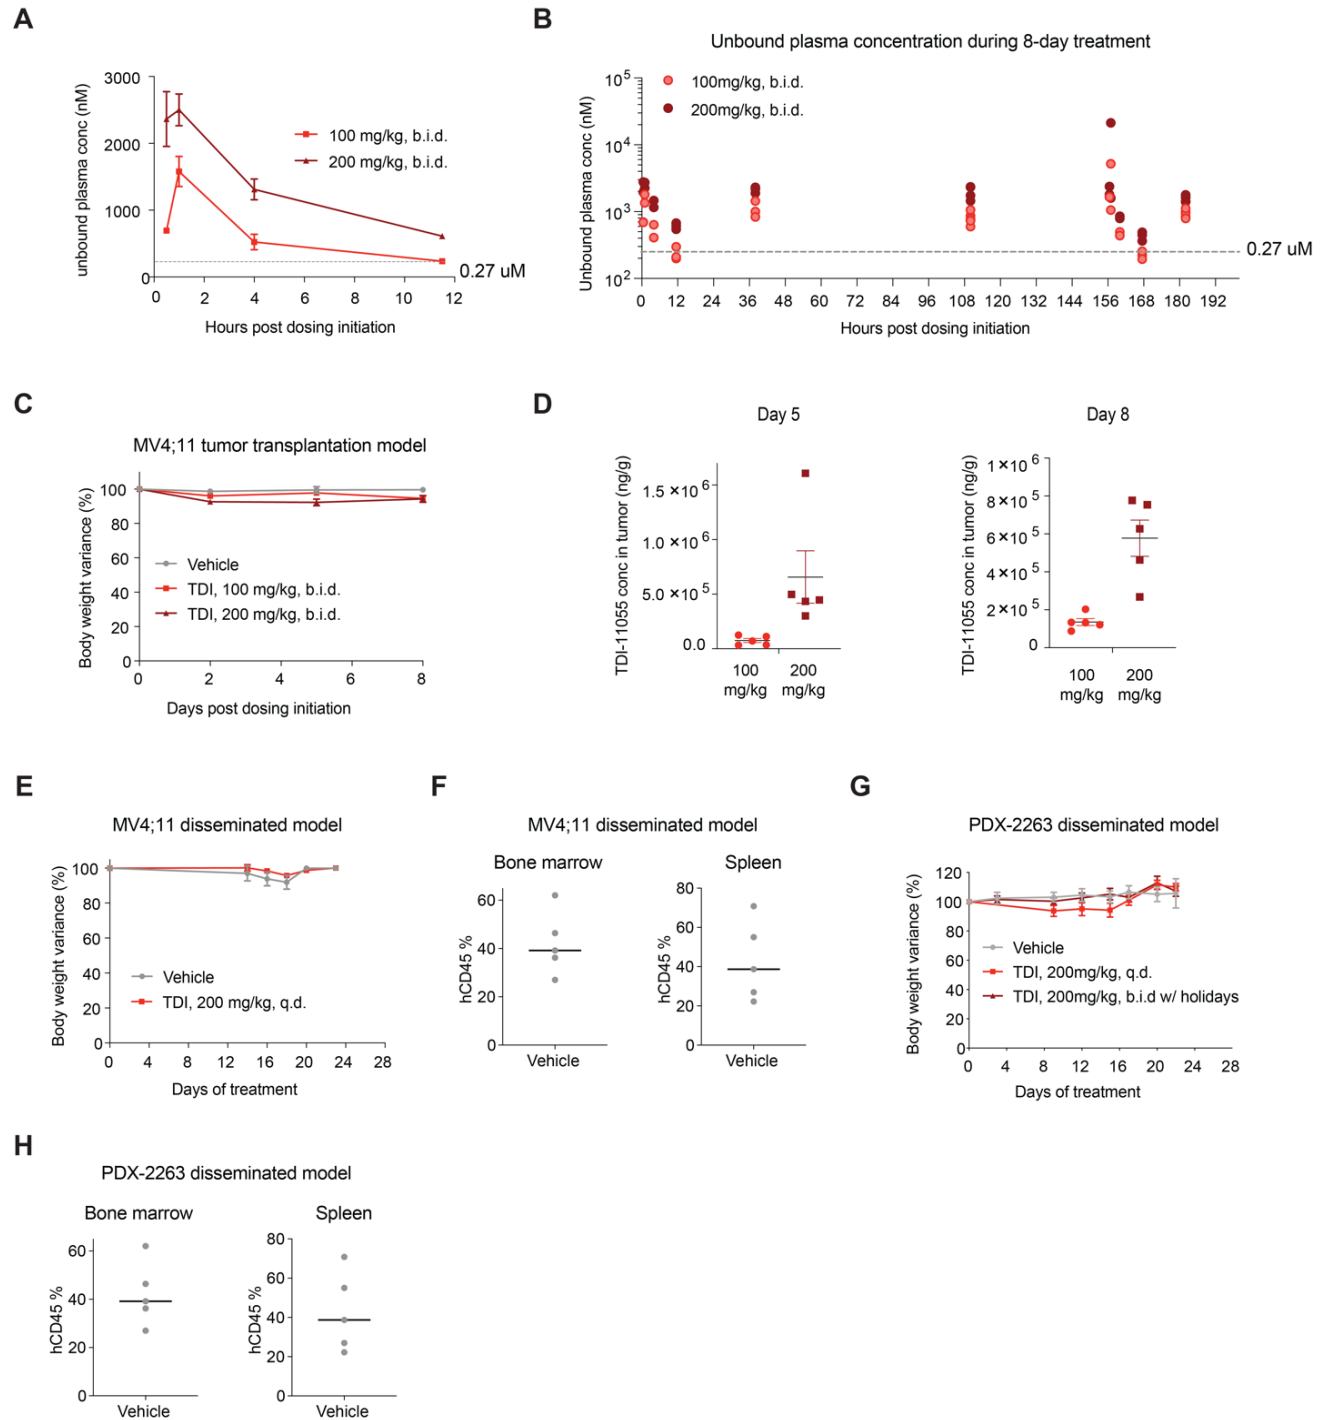 A
unbound plasma conc (nM)
3000
2000
1000
0
0 2 4 6 8 10 12
100 mg/kg, b.i.d.
200 mg/kg, b.i.d.
0.27 uM
Hours post dosing initiation
B
Unbound plasma concentration during 8-day treatment
Unbound plasma conc (nM)
10^5
10^4
10^3
10^2
100mg/kg, b.i.d.
200mg/kg, b.i.d.
0.27 uM
0 12 24 36 48 60 72 84 96 108 120 132 144 156 168 180 192
Hours post dosing initiation
C
MV4;11 tumor transplantation model
Body weight variance (%)
100
80
60
40
20
0
Vehicle
TDI, 100 mg/kg, b.i.d.
TDI, 200 mg/kg, b.i.d.
0 2 4 6 8
Days post dosing initiation
D
Day 5
TDI-11055 conc in tumor (ng/g)
1.5 ×10^6
1.0 ×10^6
5.0 ×10^5
0.0
100 200
mg/kg mg/kg
Day 8
TDI-11055 conc in tumor (ng/g)
1×10^6
8×10^5
6×10^5
4×10^5
2×10^5
0
100 200
mg/kg mg/kg
E
MV4;11 disseminated model
Body weight variance (%)
100
80
60
40
20
0
Vehicle
TDI, 200 mg/kg, q.d.
0 4 8 12 16 20 24 28
Days of treatment
F
MV4;11 disseminated model
Bone marrow
hCD45 %
60
40
20
0
Vehicle
Spleen
hCD45 %
80
60
40
20
0
Vehicle
G
PDX-2263 disseminated model
Body weight variance (%)
120
100
80
60
40
20
0
Vehicle
TDI, 200mg/kg, q.d.
TDI, 200mg/kg, b.i.d w/ holidays
0 4 8 12 16 20 24 28
Days of treatment
H
PDX-2263 disseminated model
Bone marrow
hCD45 %
60
40
20
0
Vehicle
Spleen
hCD45 %
80
60
40
20
0
Vehicle